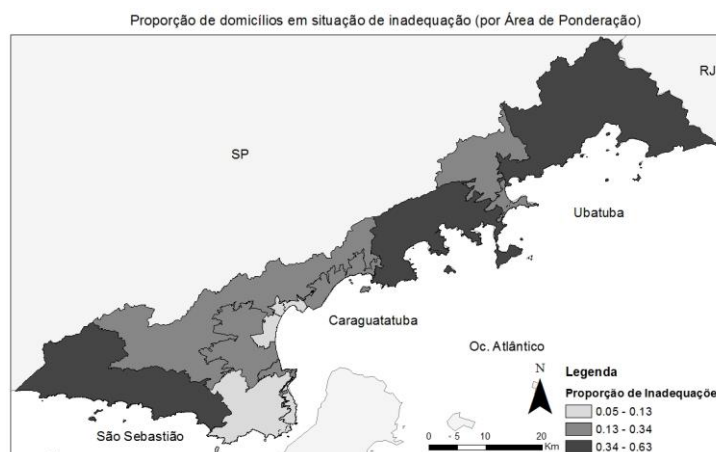 Proporção de domicílios em situação de inadequação (por Área de Ponderação)
RJ
SP
Ubatuba
Caraguatatuba
Oc. Atlântico
São Sebastião
N
Legenda
Proporção de Inadequaçõe
0.05 - 0.13
0.13 - 0.34
0.34 - 0.63
0 - 5 10 20
Km